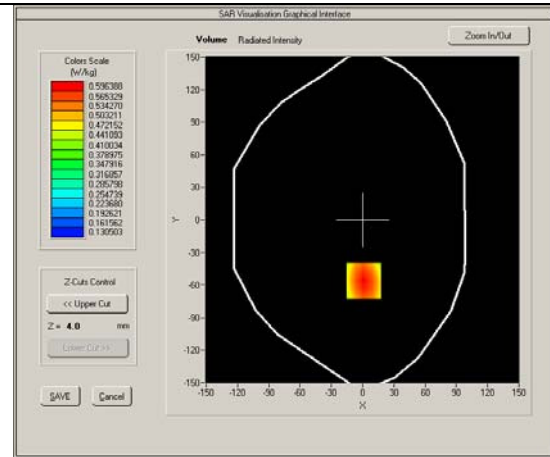 SAR Visualisation Graphical Interface
Volume Radiated Intensity
Zoom In/Out
Colors Scale
(W/kg)
0.596388
0.565329
0.534270
0.503211
0.472152
0.441093
0.410034
0.378975
0.347916
0.316857
0.285798
0.254739
0.223680
0.192621
0.161562
0.130503
Z-Cuts Control
<< Upper Cut
Z = 4.0 mm
Lower Cut >>
SAVE Cancel
150
120
90
60
30
0
-30
-60
-90
-120
-150
Y
-150 -120 -90 -60 -30 0 30 60 90 120 150
X